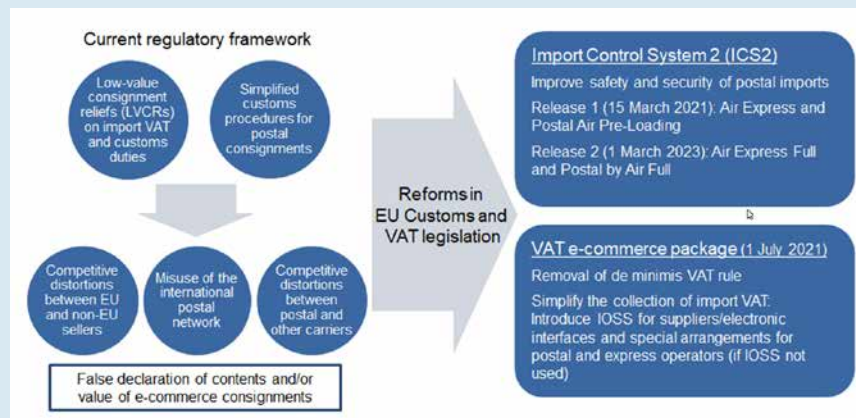 Current regulatory framework
Low-value
consignment
reliefs (LVCRs)
on import VAT
and customs
duties
Simplified
customs
procedures for
postal
consignments
Competitive
distortions
between EU
and non-EU
sellers
Misuse of the
international
postal
network
Competitive
distortions
between
postal and
other carriers
False declaration of contents and/or
value of e-commerce consignments
Reforms in
EU Customs and
VAT legislation
Import Control System 2 (ICS2)
Improve safety and security of postal imports
Release 1 (15 March 2021): Air Express and
Postal Air Pre-Loading
Release 2 (1 March 2023): Air Express Full
and Postal by Air Full
VAT e-commerce package (1 July 2021)
Removal of de minimis VAT rule
Simplify the collection of import VAT:
Introduce IOSS for suppliers/electronic
interfaces and special arrangements for
postal and express operators (if IOSS not
used)